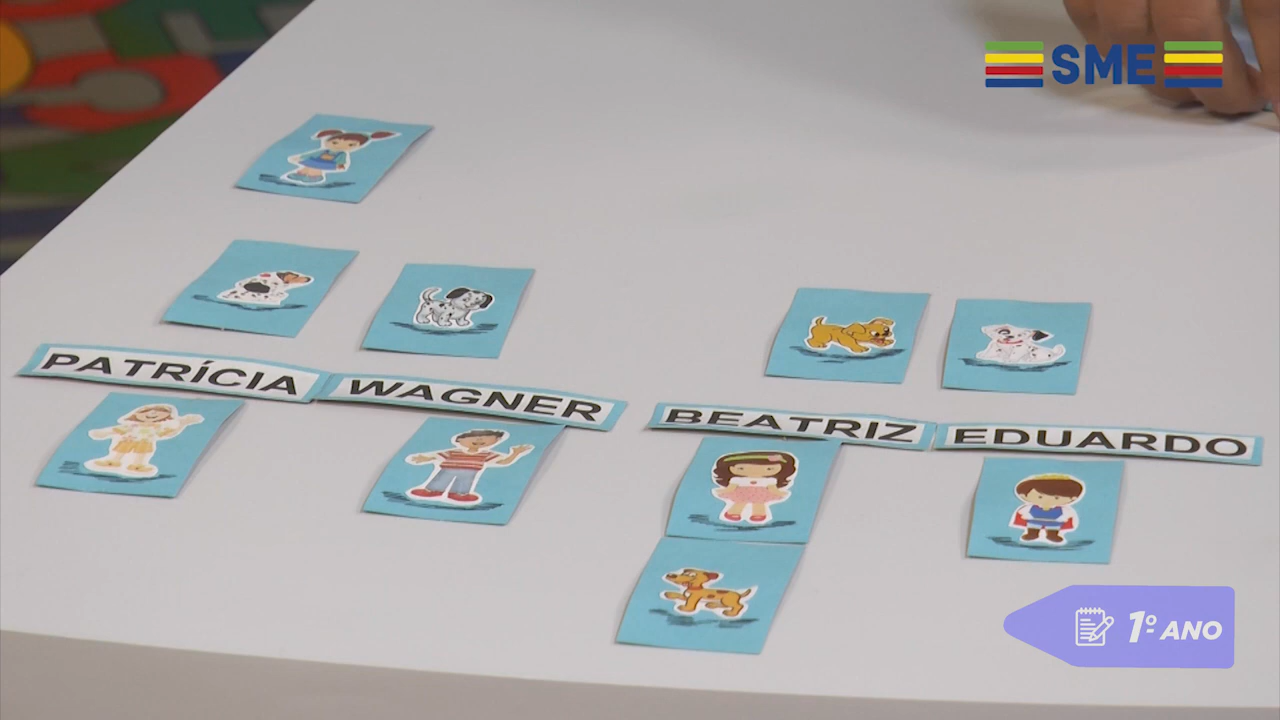 SME
PATRÍCIA
WAGNER
BEATRIZ
EDUARDO
1º ANO